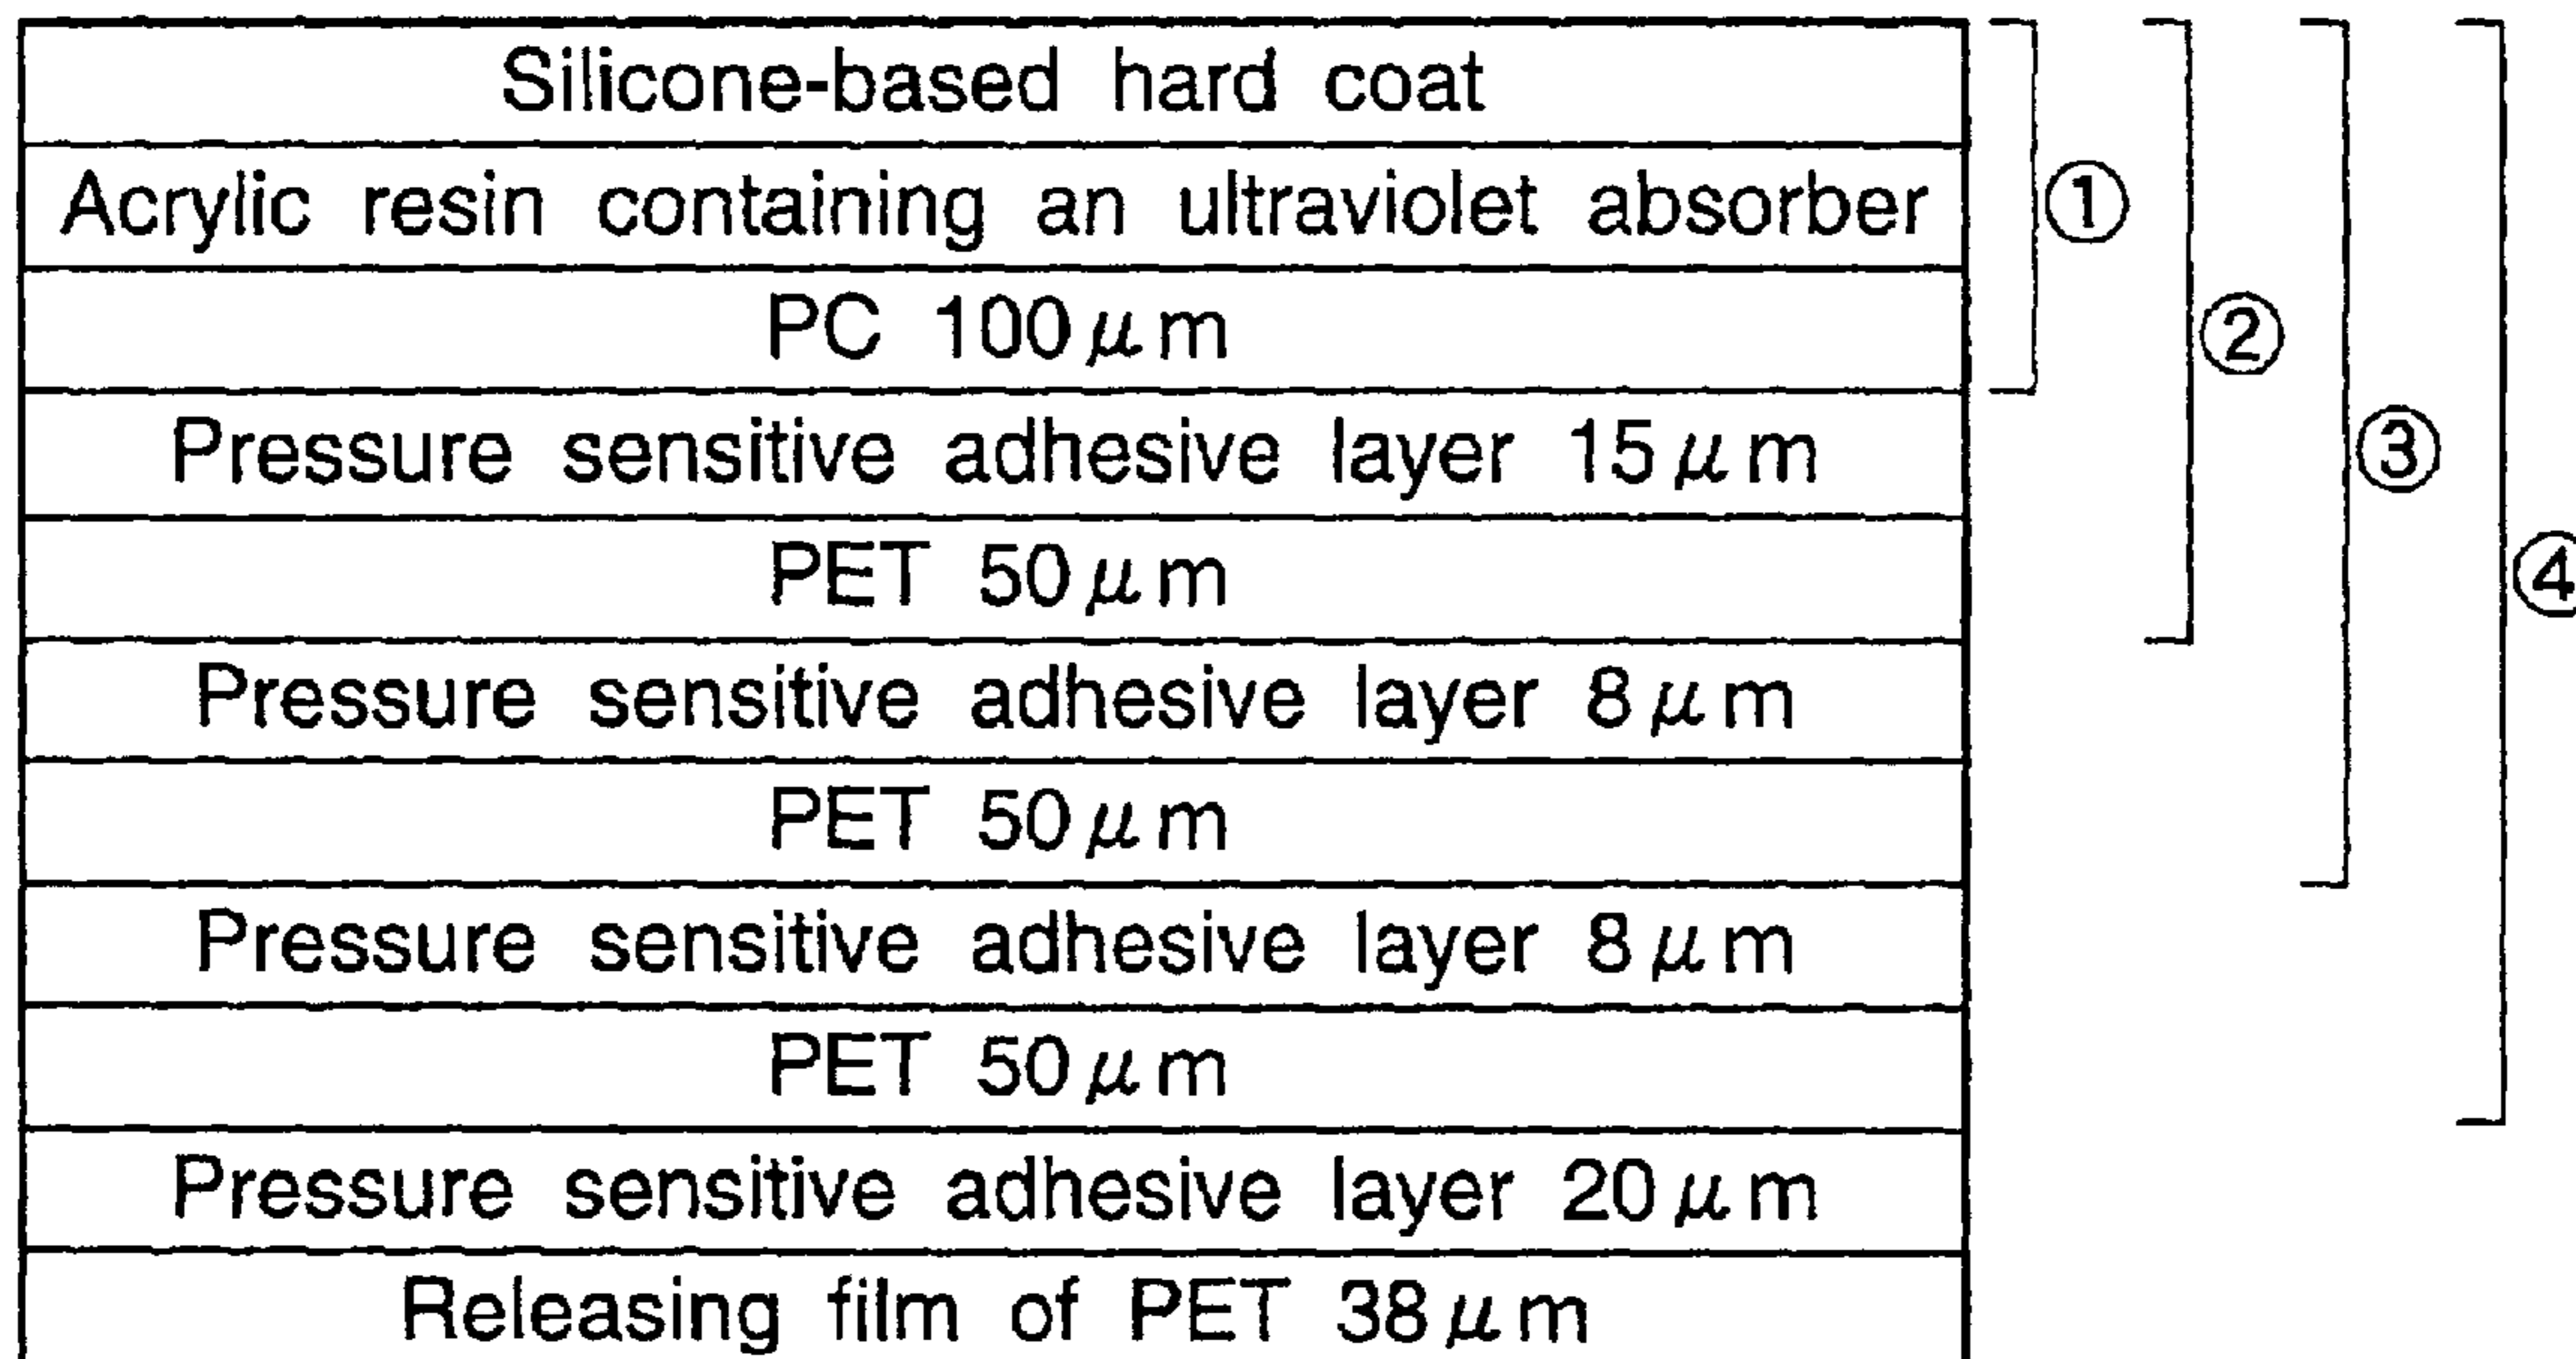 Silicone-based hard coat
Acrylic resin containing an ultraviolet absorber
①
PC 100μm
②
Pressure sensitive adhesive layer 15μm
③
PET 50μm
④
Pressure sensitive adhesive layer 8μm
PET 50μm
Pressure sensitive adhesive layer 8μm
PET 50μm
Pressure sensitive adhesive layer 20μm
Releasing film of PET 38μm